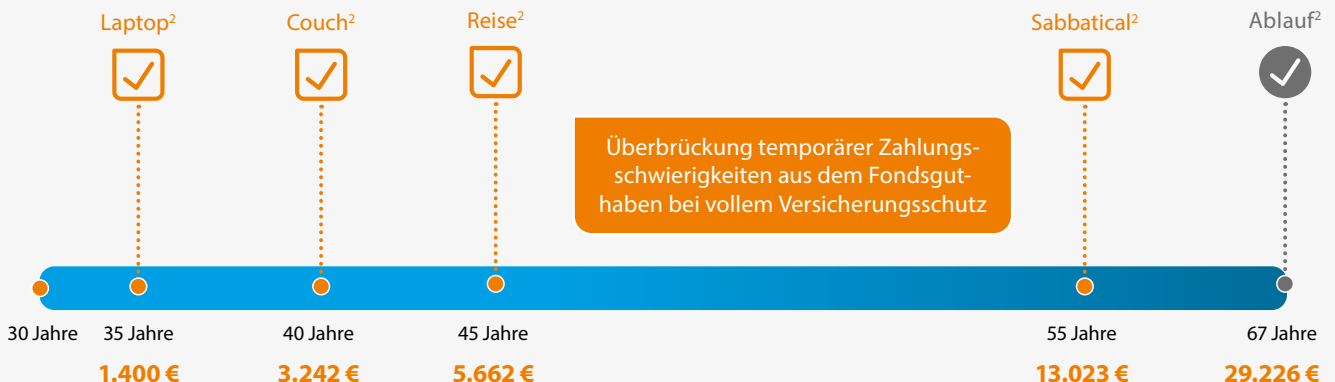 Laptop² Couch² Reise² Sabbatical² Ablauf²
Überbrückung temporärer Zahlungs-
schwierigkeiten aus dem Fondsgut-
haben bei vollem Versicherungsschutz
30 Jahre 35 Jahre 40 Jahre 45 Jahre 55 Jahre 67 Jahre
1.400 € 3.242 € 5.662 € 13.023 € 29.226 €